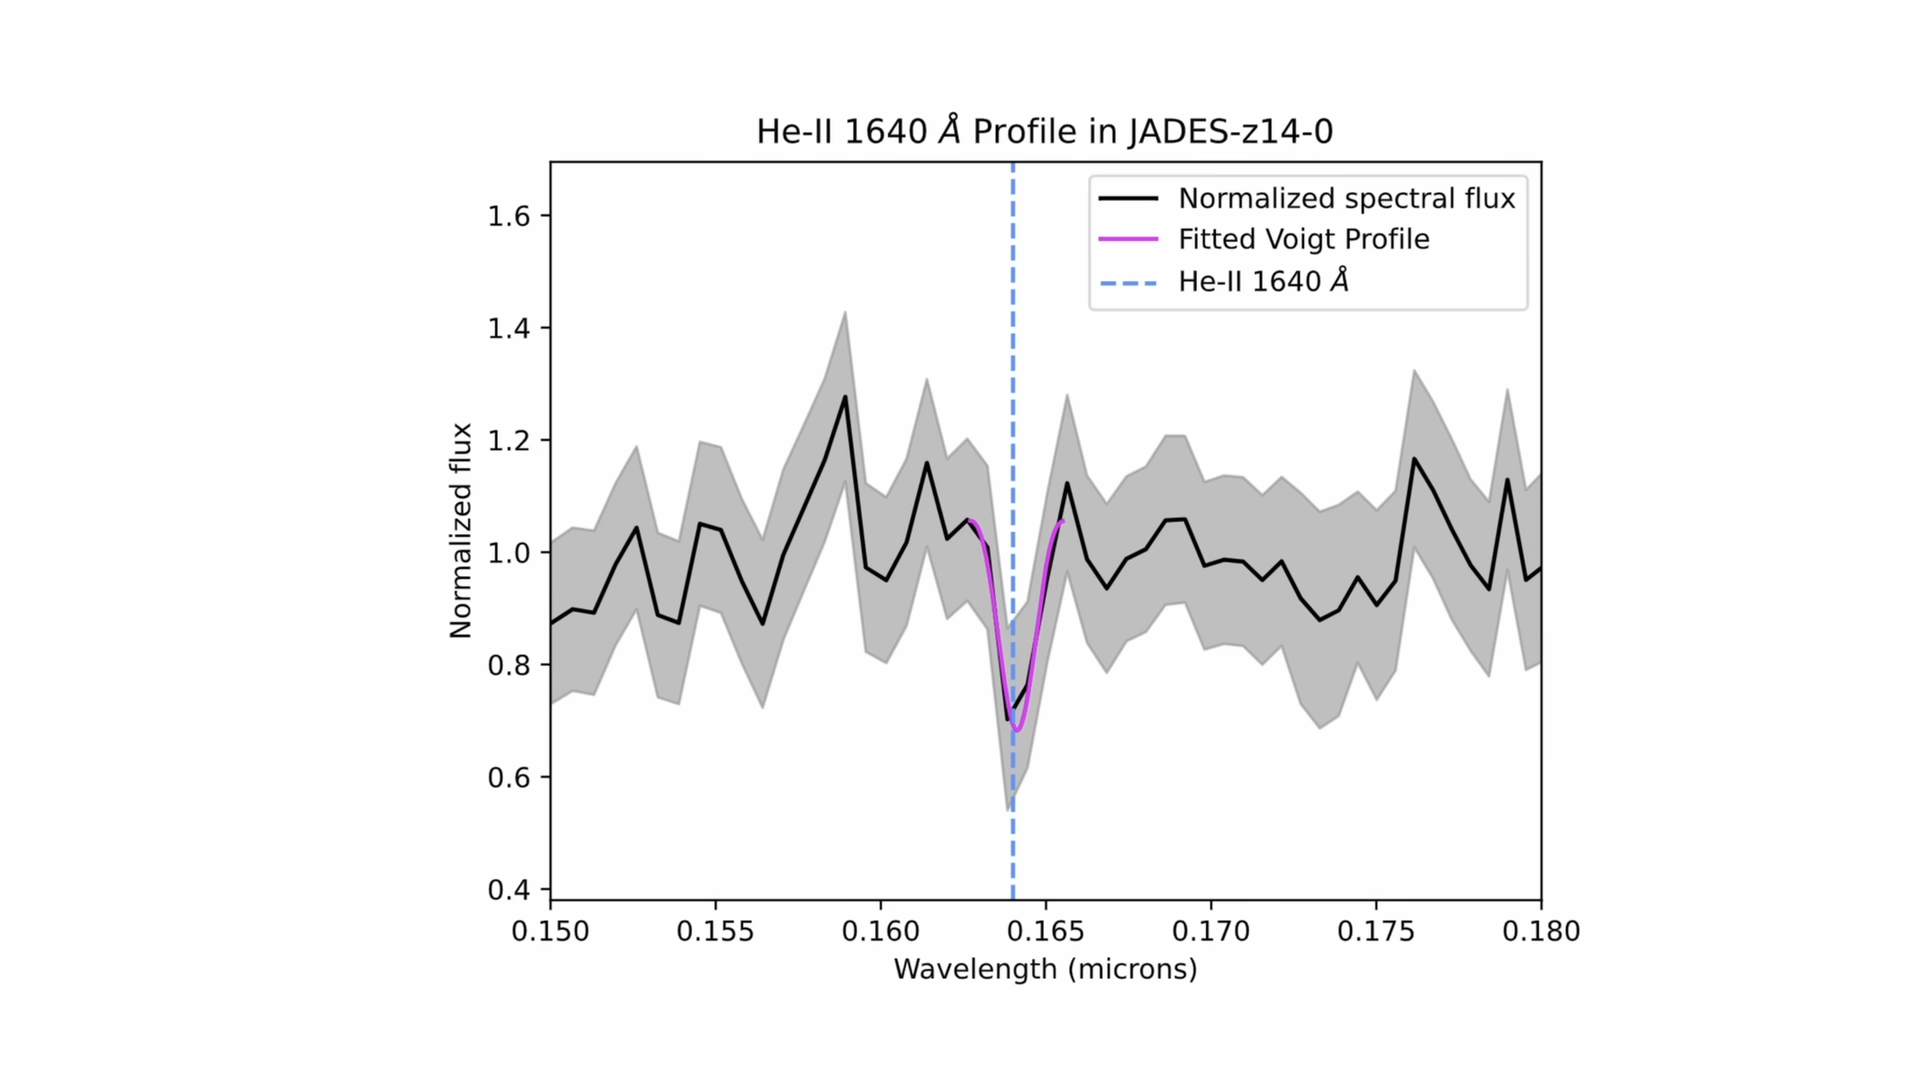 He-II 1640 Å Profile in JADES-z14-0
Normalized spectral flux
Fitted Voigt Profile
He-II 1640 Å
1.6
1.4
1.2
1.0
0.8
0.6
0.4
Normalized flux
0.150 0.155 0.160 0.165 0.170 0.175 0.180
Wavelength (microns)